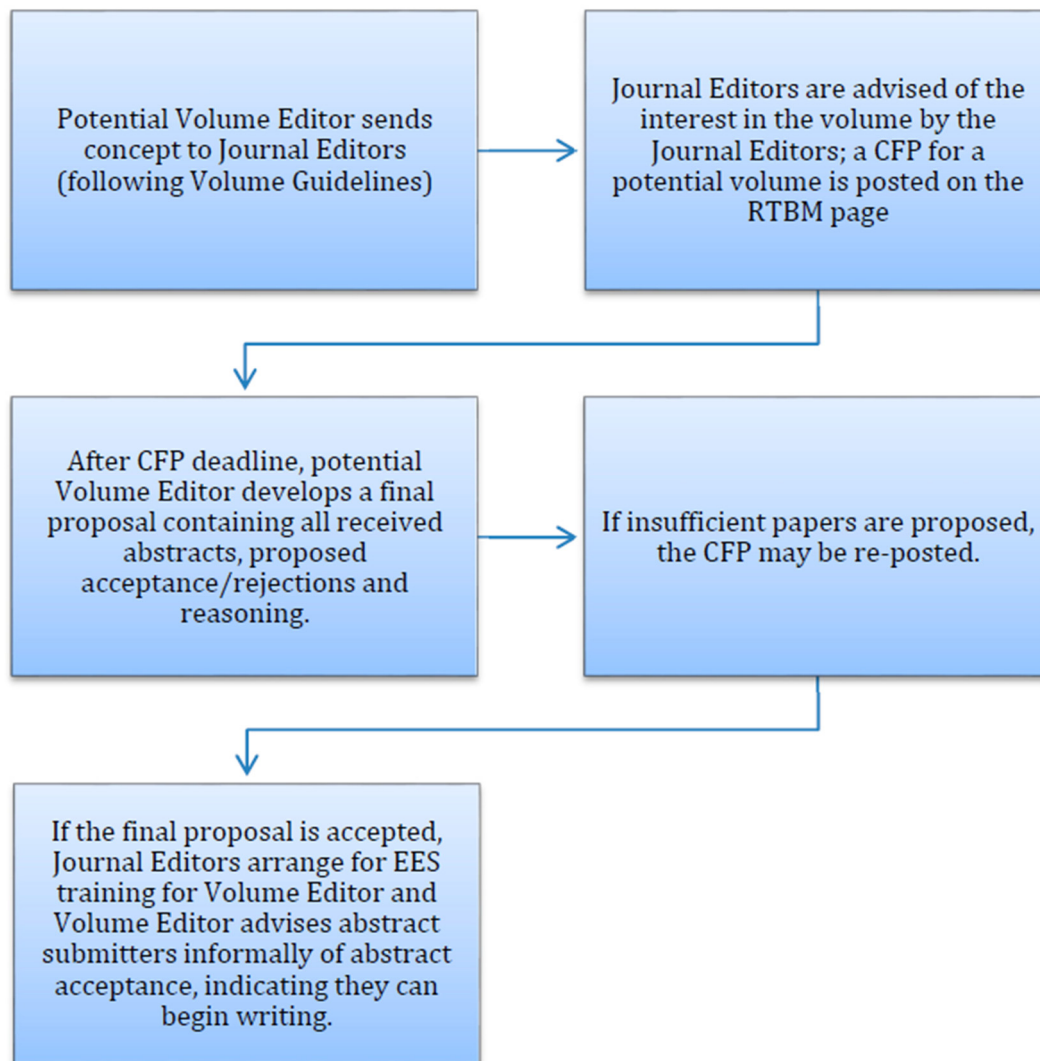 Potential Volume Editor sends
concept to Journal Editors
(following Volume Guidelines)
Journal Editors are advised of the
interest in the volume by the
Journal Editors; a CFP for a
potential volume is posted on the
RTBM page
After CFP deadline, potential
Volume Editor develops a final
proposal containing all received
abstracts, proposed
acceptance/rejections and
reasoning.
If insufficient papers are proposed,
the CFP may be re-posted.
If the final proposal is accepted,
Journal Editors arrange for EES
training for Volume Editor and
Volume Editor advises abstract
submitters informally of abstract
acceptance, indicating they can
begin writing.